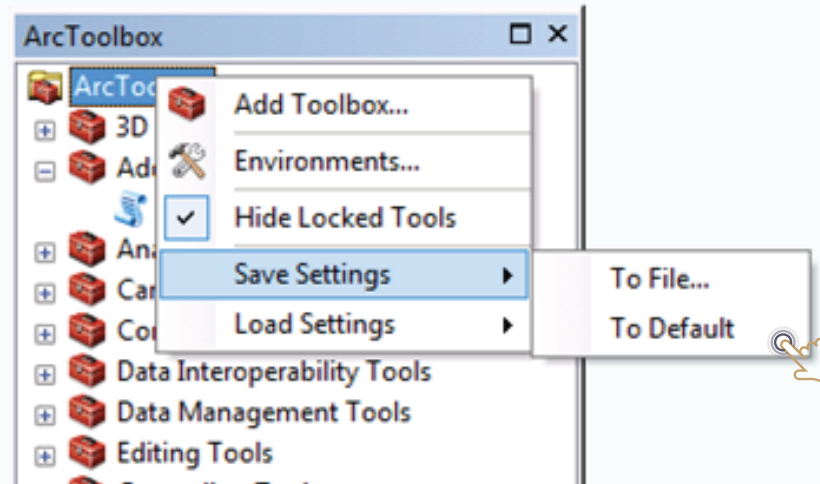 ArcToolbox
Add Toolbox...
3D
Environments...
Hide Locked Tools
Save Settings
To File...
Load Settings
To Default
Data Interoperability Tools
Data Management Tools
Editing Tools